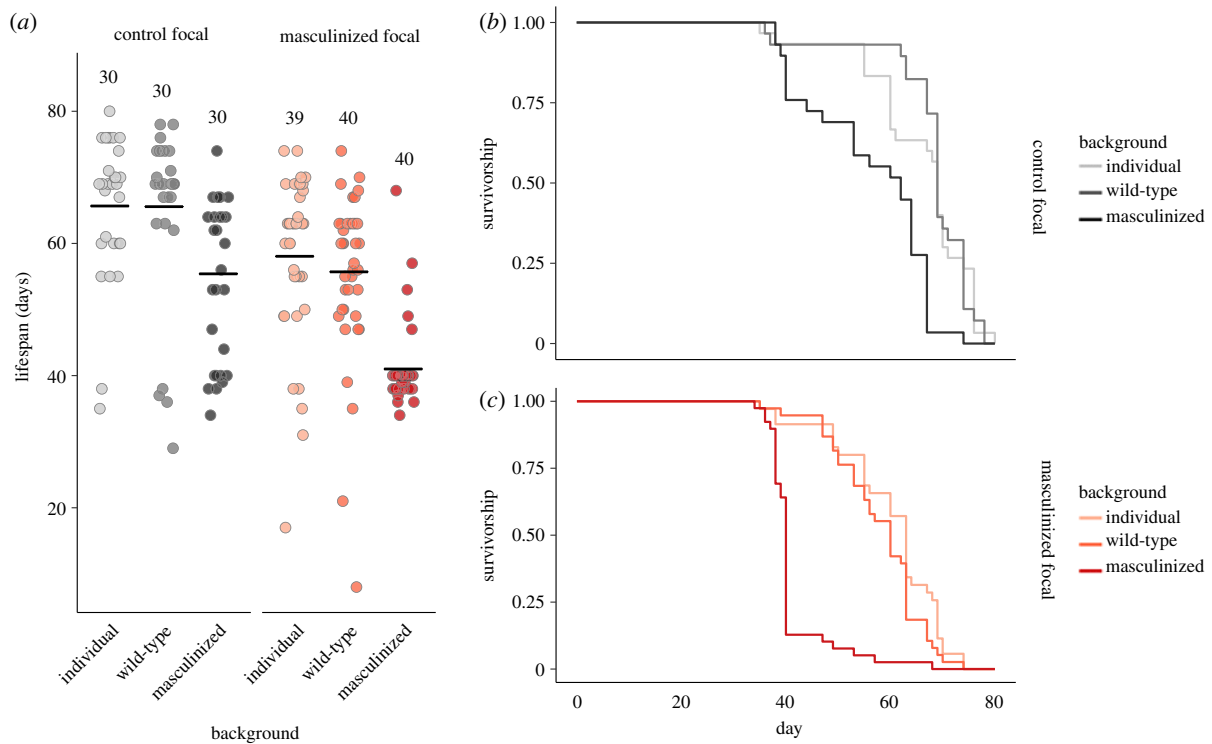 (a)
control focal
masculinized focal
30
30
30
39
40
40
80
60
40
20
lifespan (days)
individual
wild-type
masculinized
individual
wild-type
masculinized
background
(b)
1.00
0.75
0.50
0.25
0
survivorship
control focal
background
individual
wild-type
masculinized
(c)
1.00
0.75
0.50
0.25
0
survivorship
0
20
40
60
80
day
masculinized focal
background
individual
wild-type
masculinized